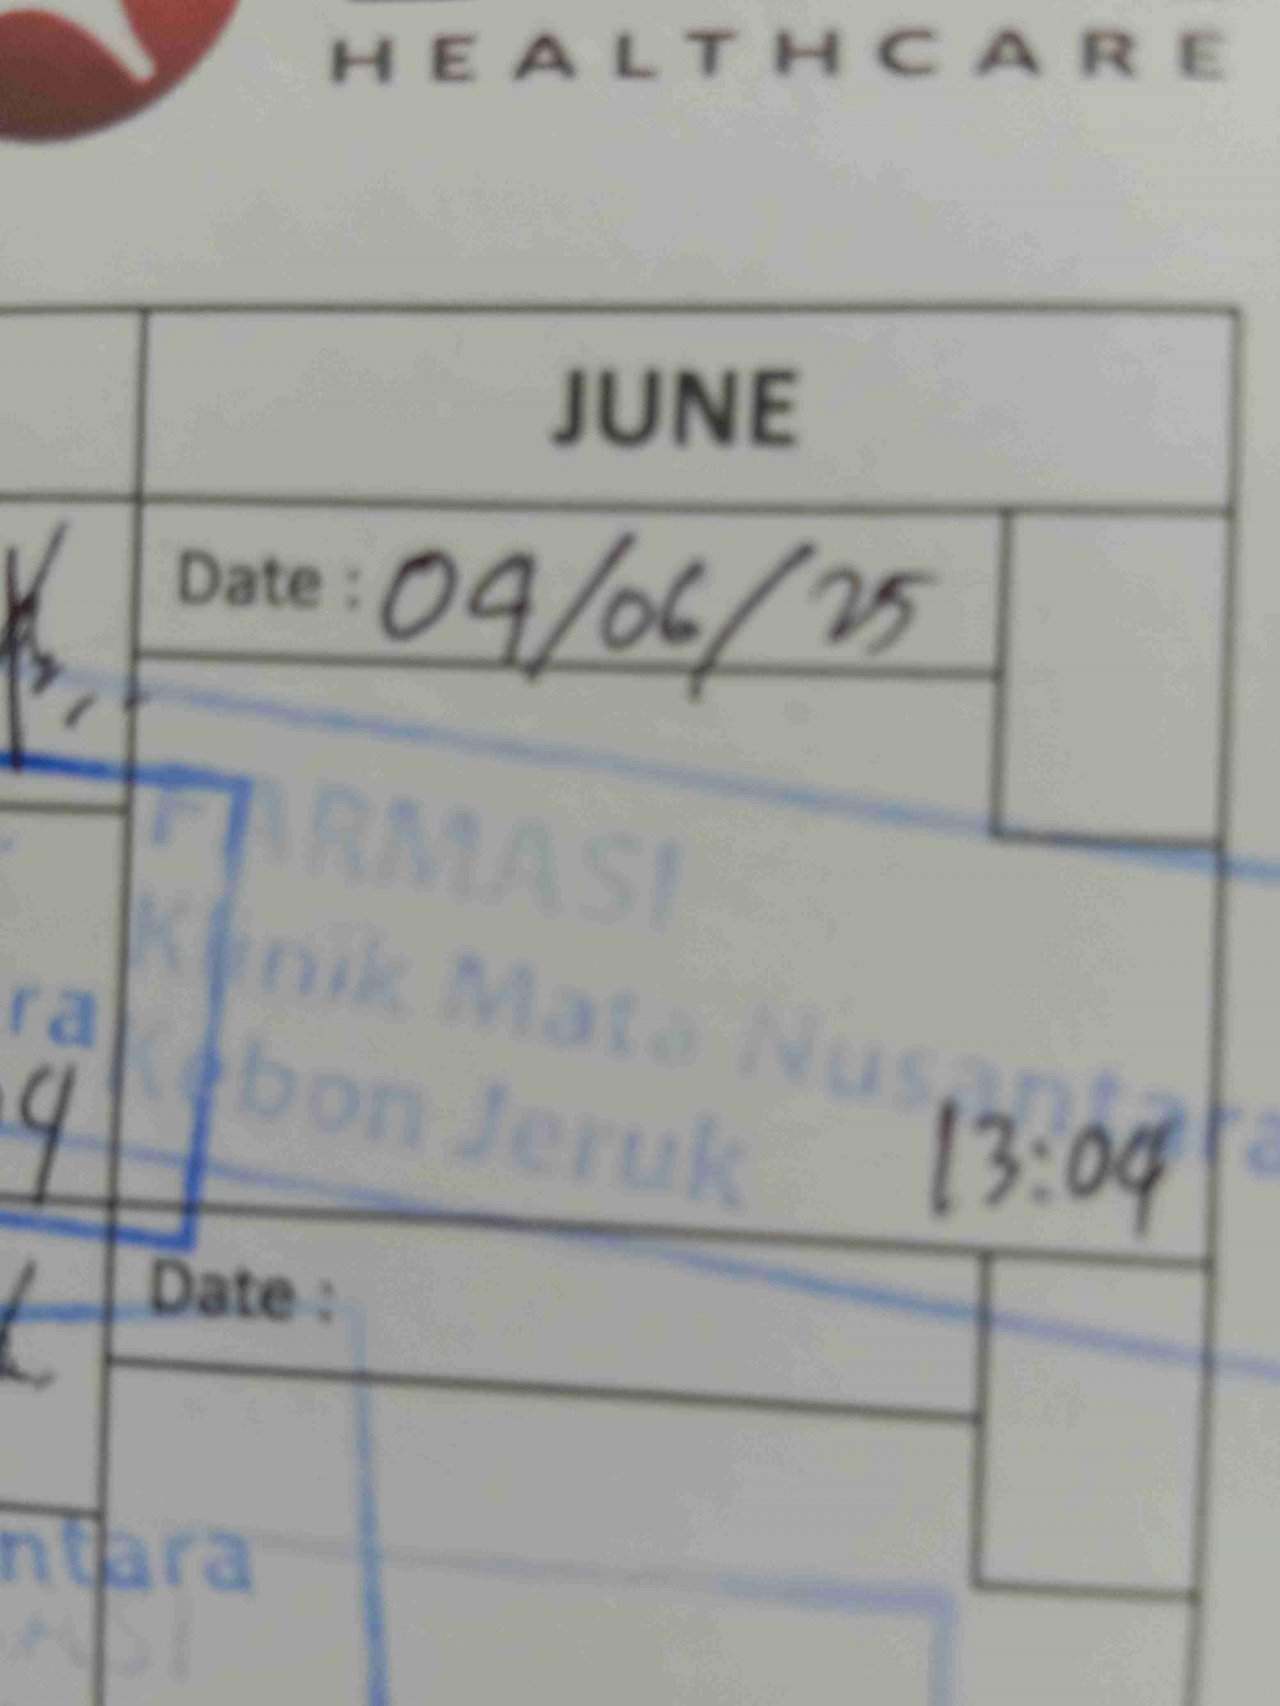 HEALTHCARE
JUNE
Date : 09/06/25
FARMASI
Klinik Mata Nusantara
Kebon Jeruk
13:09
ra
Date :
ntara